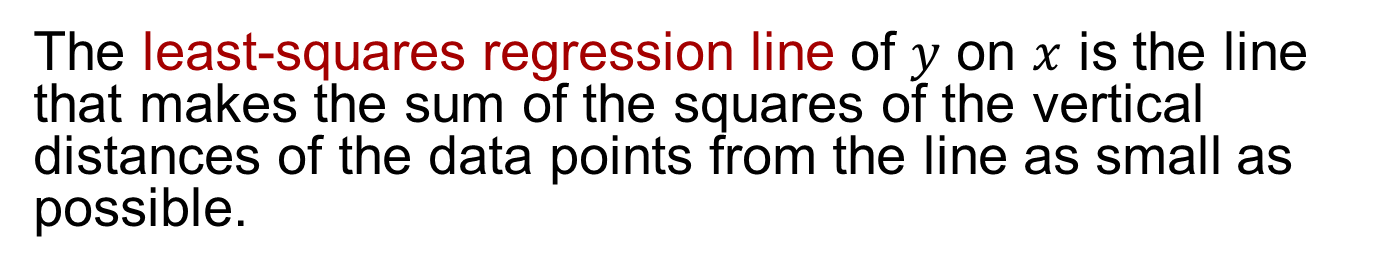 The least-squares regression line of y on x is the line
that makes the sum of the squares of the vertical
distances of the data points from the line as small as
possible.